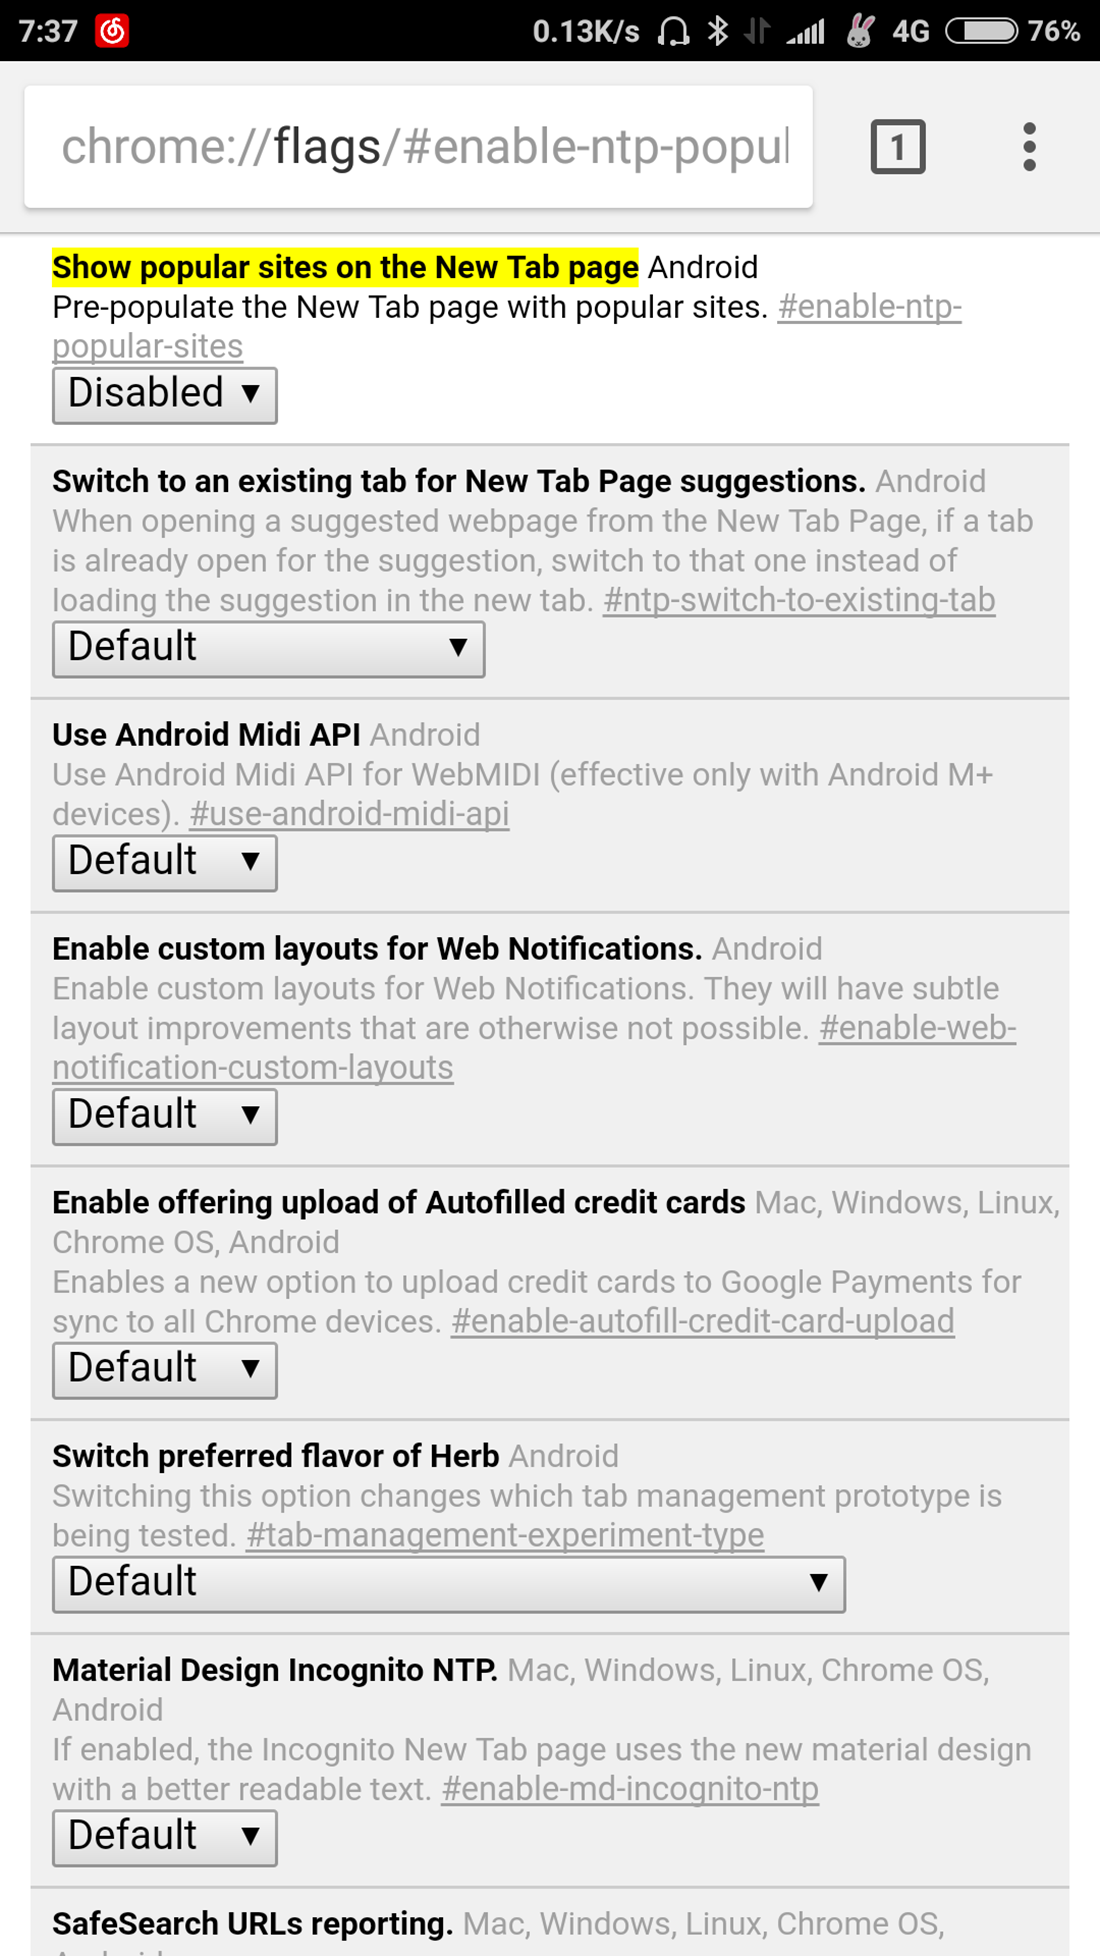 7:37 0.13K/s 4G 76%
chrome://flags/#enable-ntp-popul
1
Show popular sites on the New Tab page Android
Pre-populate the New Tab page with popular sites. #enable-ntp-
popular-sites
Disabled ▼
Switch to an existing tab for New Tab Page suggestions. Android
When opening a suggested webpage from the New Tab Page, if a tab
is already open for the suggestion, switch to that one instead of
loading the suggestion in the new tab. #ntp-switch-to-existing-tab
Default ▼
Use Android Midi API Android
Use Android Midi API for WebMIDI (effective only with Android M+
devices). #use-android-midi-api
Default ▼
Enable custom layouts for Web Notifications. Android
Enable custom layouts for Web Notifications. They will have subtle
layout improvements that are otherwise not possible. #enable-web-
notification-custom-layouts
Default ▼
Enable offering upload of Autofilled credit cards Mac, Windows, Linux,
Chrome OS, Android
Enables a new option to upload credit cards to Google Payments for
sync to all Chrome devices. #enable-autofill-credit-card-upload
Default ▼
Switch preferred flavor of Herb Android
Switching this option changes which tab management prototype is
being tested. #tab-management-experiment-type
Default ▼
Material Design Incognito NTP. Mac, Windows, Linux, Chrome OS,
Android
If enabled, the Incognito New Tab page uses the new material design
with a better readable text. #enable-md-incognito-ntp
Default ▼
SafeSearch URLs reporting. Mac, Windows, Linux, Chrome OS,